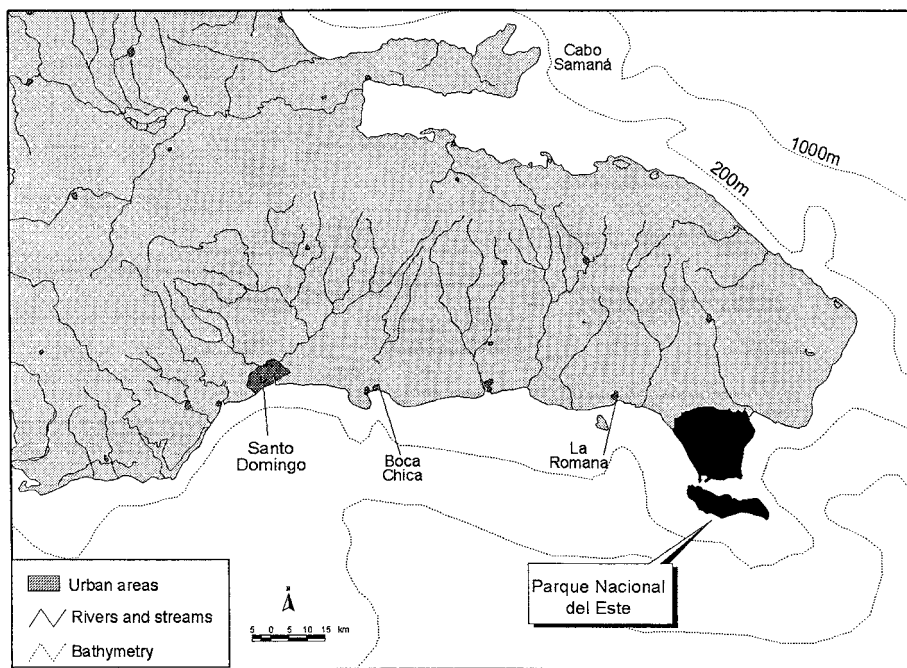 Cabo
Samaná
1000m
200m
Santo
Domingo
Boca
Chica
La
Romana
Parque Nacional
del Este
Urban areas
Rivers and streams
Bathymetry
5 0 5 10 15 km